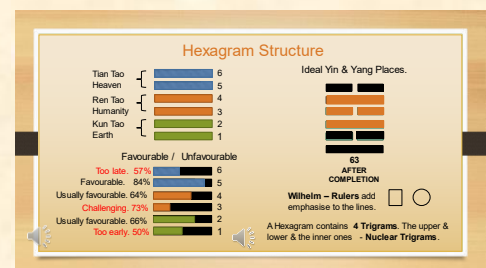 Hexagram Structure
Tian Tao
Heaven
Ren Tao
Humanity
Kun Tao
Earth
6
5
4
3
2
1
Favourable / Unfavourable
Too late. 57% 6
Favourable. 84% 5
Usually favourable. 64% 4
Challenging. 73% 3
Usually favourable. 66% 2
Too early. 50% 1
Ideal Yin & Yang Places.
63
AFTER
COMPLETION
Wilhelm – Rulers add
emphasise to the lines.
A Hexagram contains 4 Trigrams. The upper &
lower & the inner ones - Nuclear Trigrams.